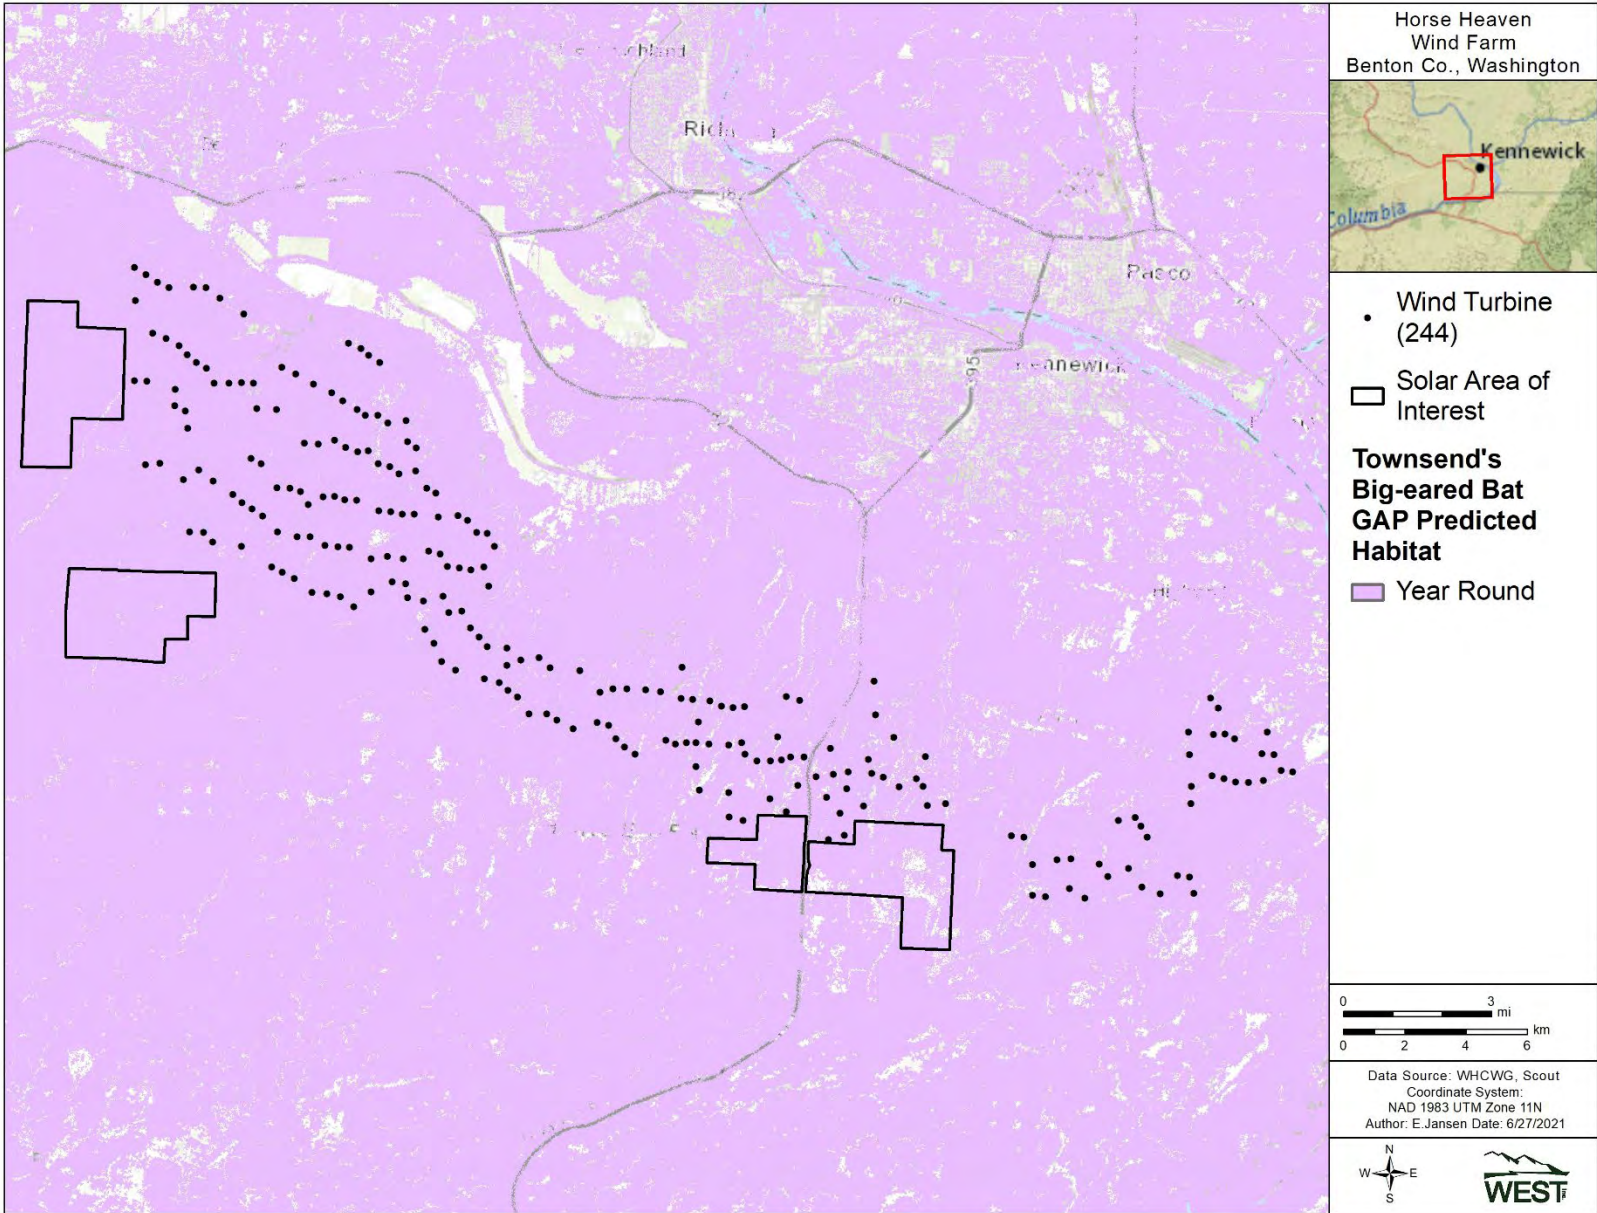 Horse Heaven
Wind Farm
Benton Co., Washington
Kennewick
Columbia
Pasco
95
Wind Turbine
(244)
Solar Area of
Interest
Townsend's
Big-eared Bat
GAP Predicted
Habitat
Year Round
0 3
mi
km
0 2 4 6
Data Source: WHCWG, Scout
Coordinate System:
NAD 1983 UTM Zone 11N
Author: E.Jansen Date: 6/27/2021
N
W E
S
WEST Inc.